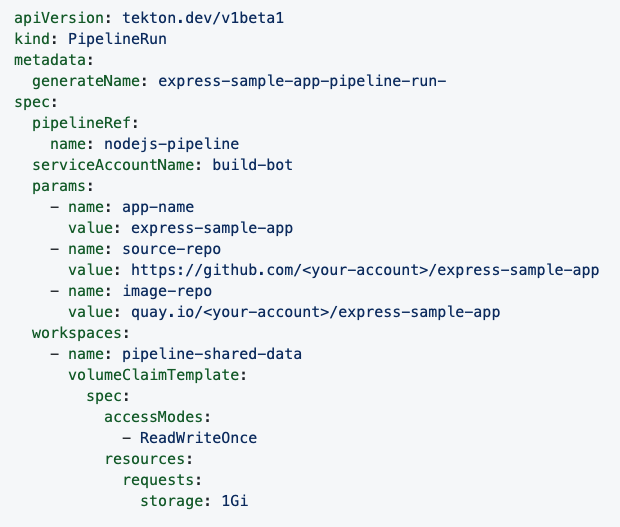 apiVersion: tekton.dev/v1beta1
kind: PipelineRun
metadata:
  generateName: express-sample-app-pipeline-run-
spec:
  pipelineRef:
    name: nodejs-pipeline
  serviceAccountName: build-bot
  params:
    - name: app-name
      value: express-sample-app
    - name: source-repo
      value: https://github.com/<your-account>/express-sample-app
    - name: image-repo
      value: quay.io/<your-account>/express-sample-app
  workspaces:
    - name: pipeline-shared-data
      volumeClaimTemplate:
        spec:
          accessModes:
            - ReadWriteOnce
          resources:
            requests:
              storage: 1Gi